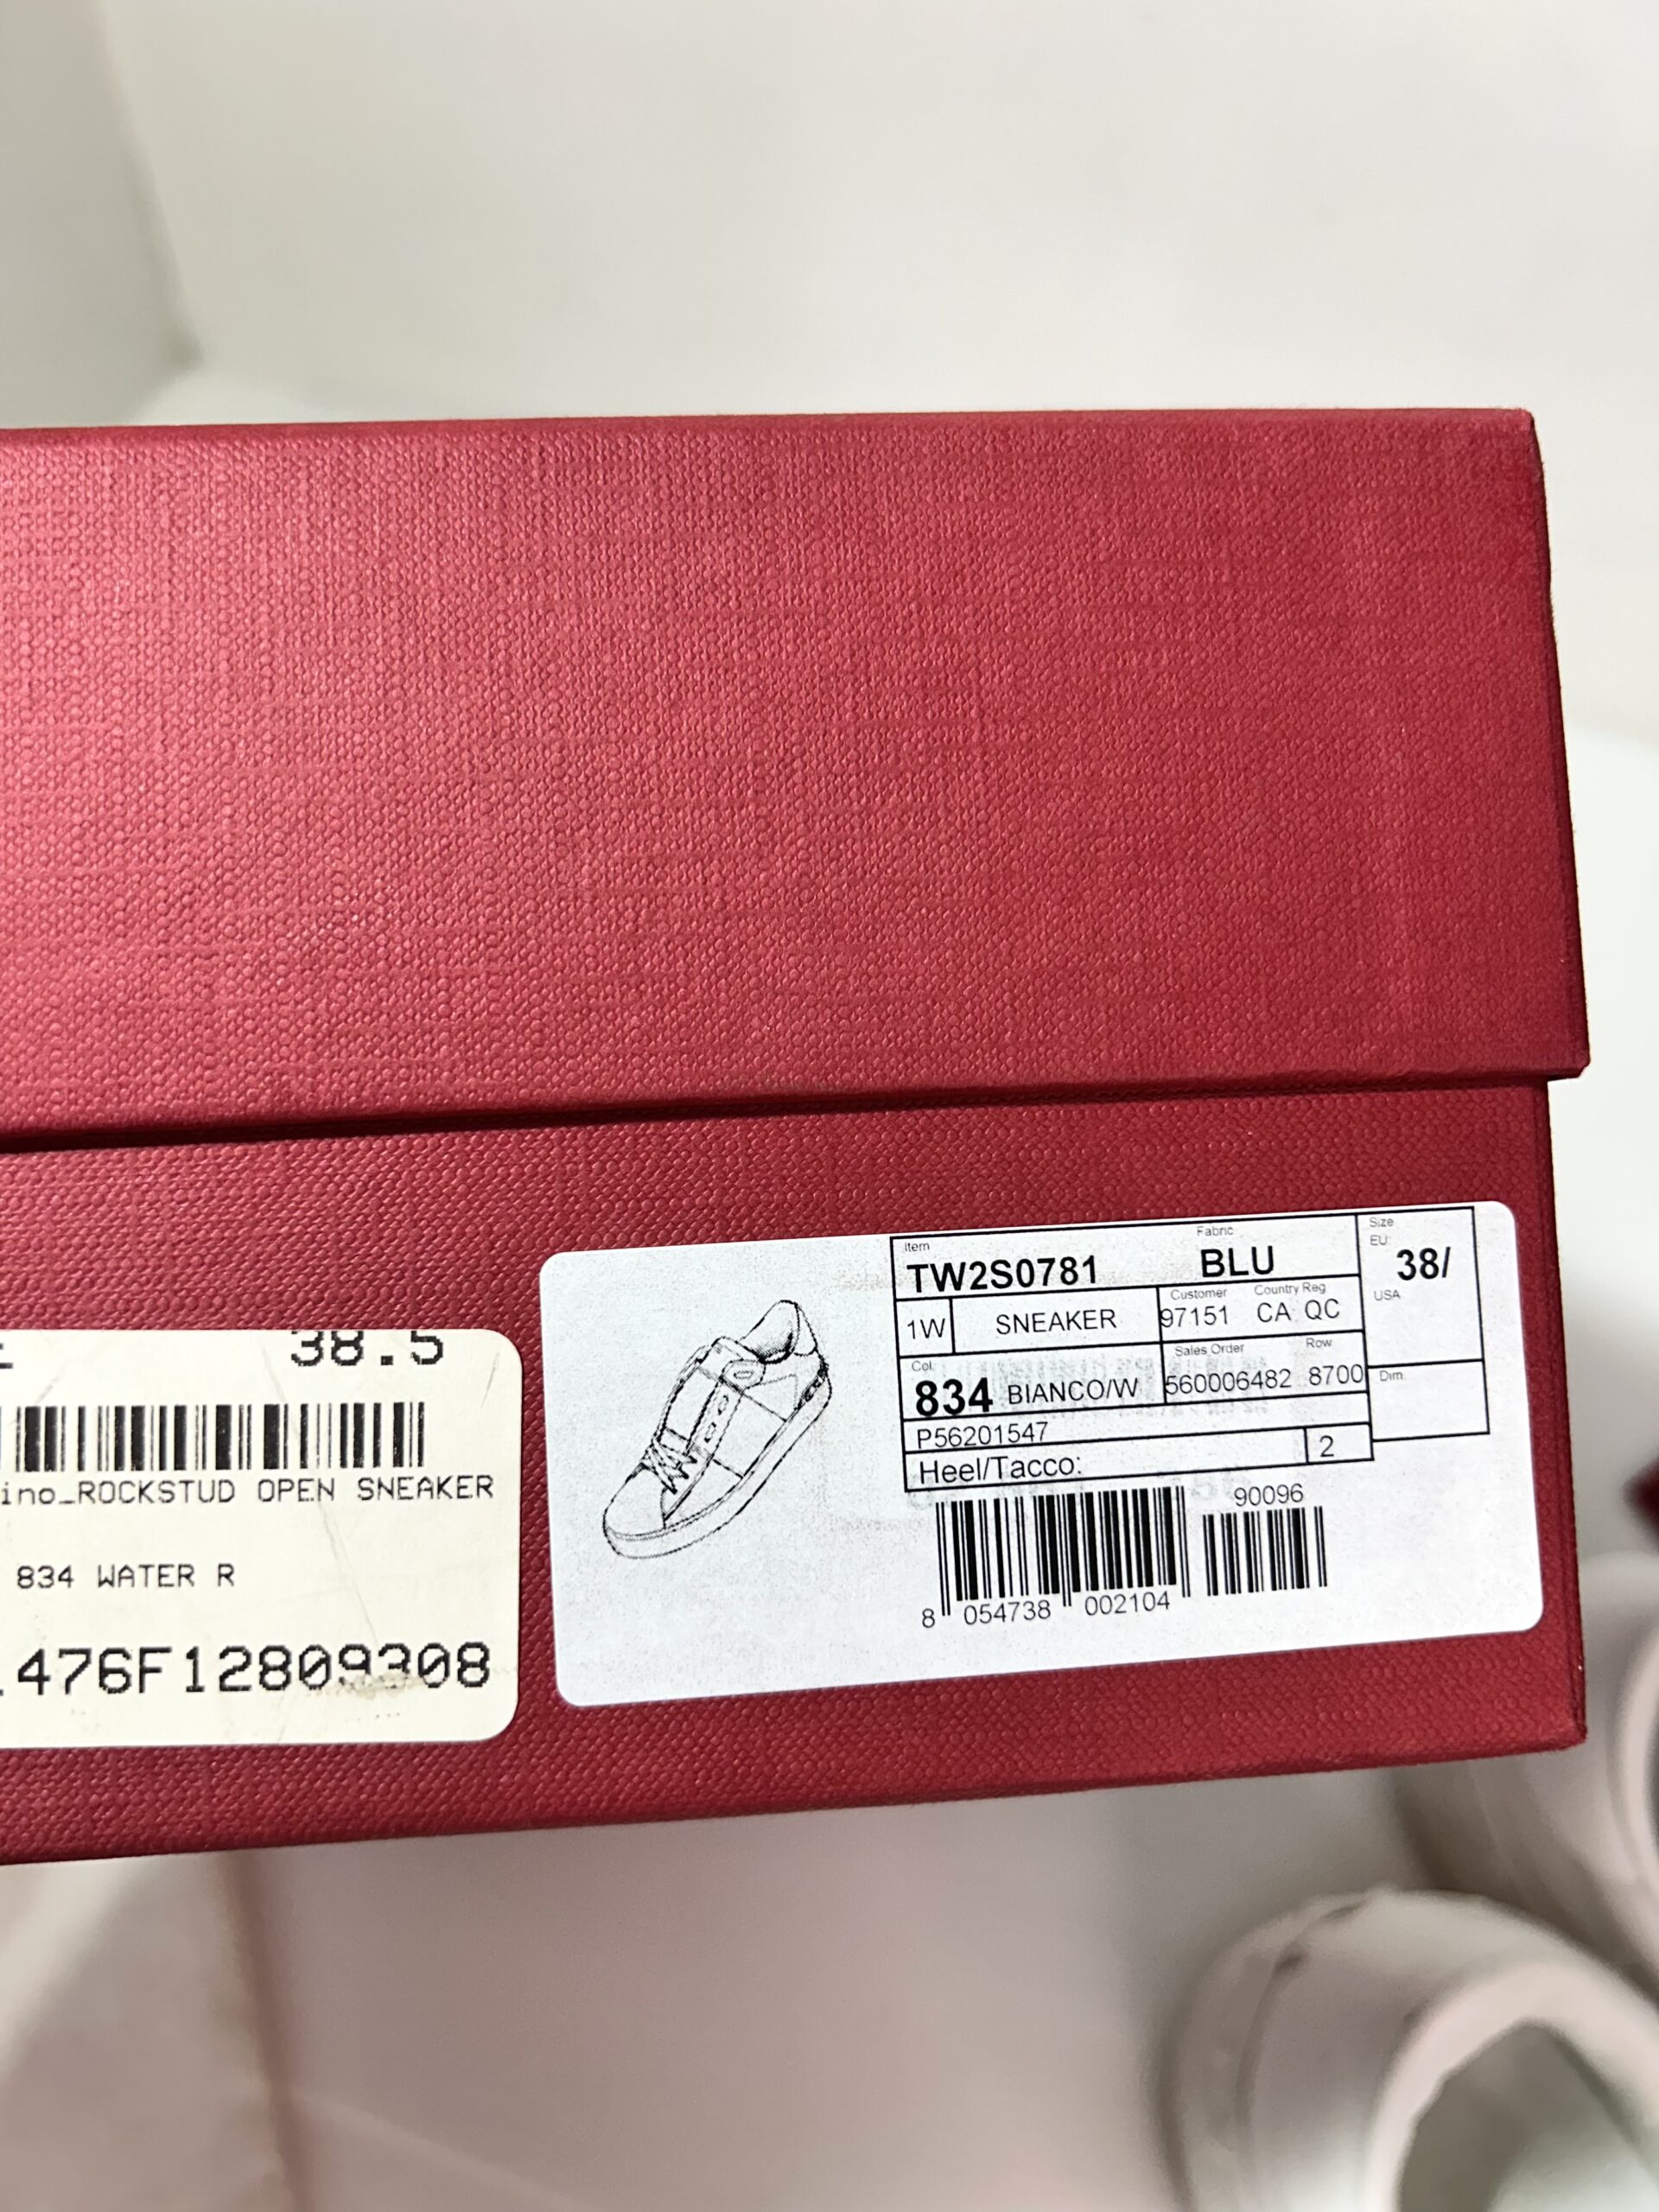 38.5
ino_ROCKSTUD OPEN SNEAKER
834 WATER R
476F12809308
Item
Fabric
TW2S0781 BLU
Size
EU
38/
USA
Dim
1W SNEAKER
Customer
Country Reg
97151 CA QC
Col:
834 BIANCO/W
Sales Order
Row
560006482 8700
P56201547
Heel/Tacco:
2
90096
8 054738 002104